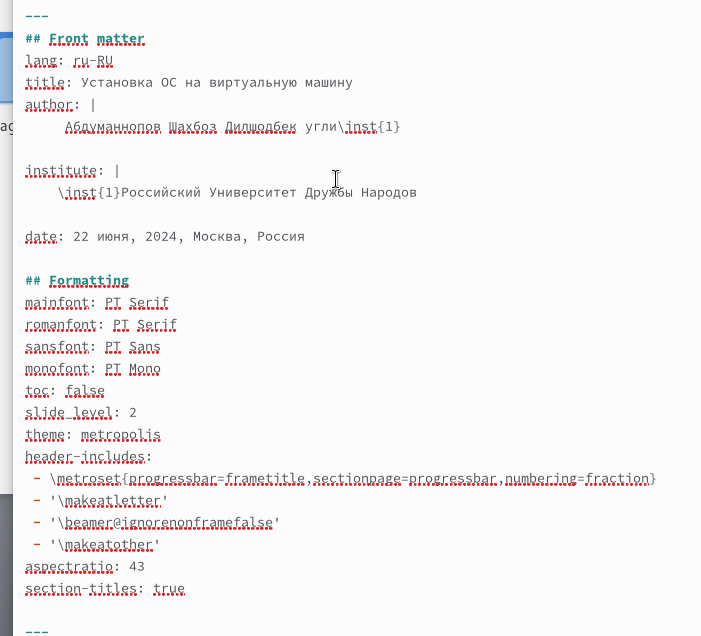 ---
## Front matter
lang: ru-RU
title: Установка ОС на виртуальную машину
author: |
     Абдуманнопов Шахбоз Дилшодбек угли\inst{1}

institute: |
    \inst{1}Российский Университет Дружбы Народов

date: 22 июня, 2024, Москва, Россия

## Formatting
mainfont: PT Serif
romanfont: PT Serif
sansfont: PT Sans
monofont: PT Mono
toc: false
slide_level: 2
theme: metropolis
header-includes:
 - \metroset{progressbar=frametitle,sectionpage=progressbar,numbering=fraction}
 - '\makeatletter'
 - '\beamer@ignorenonframefalse'
 - '\makeatother'
aspectratio: 43
section-titles: true

---